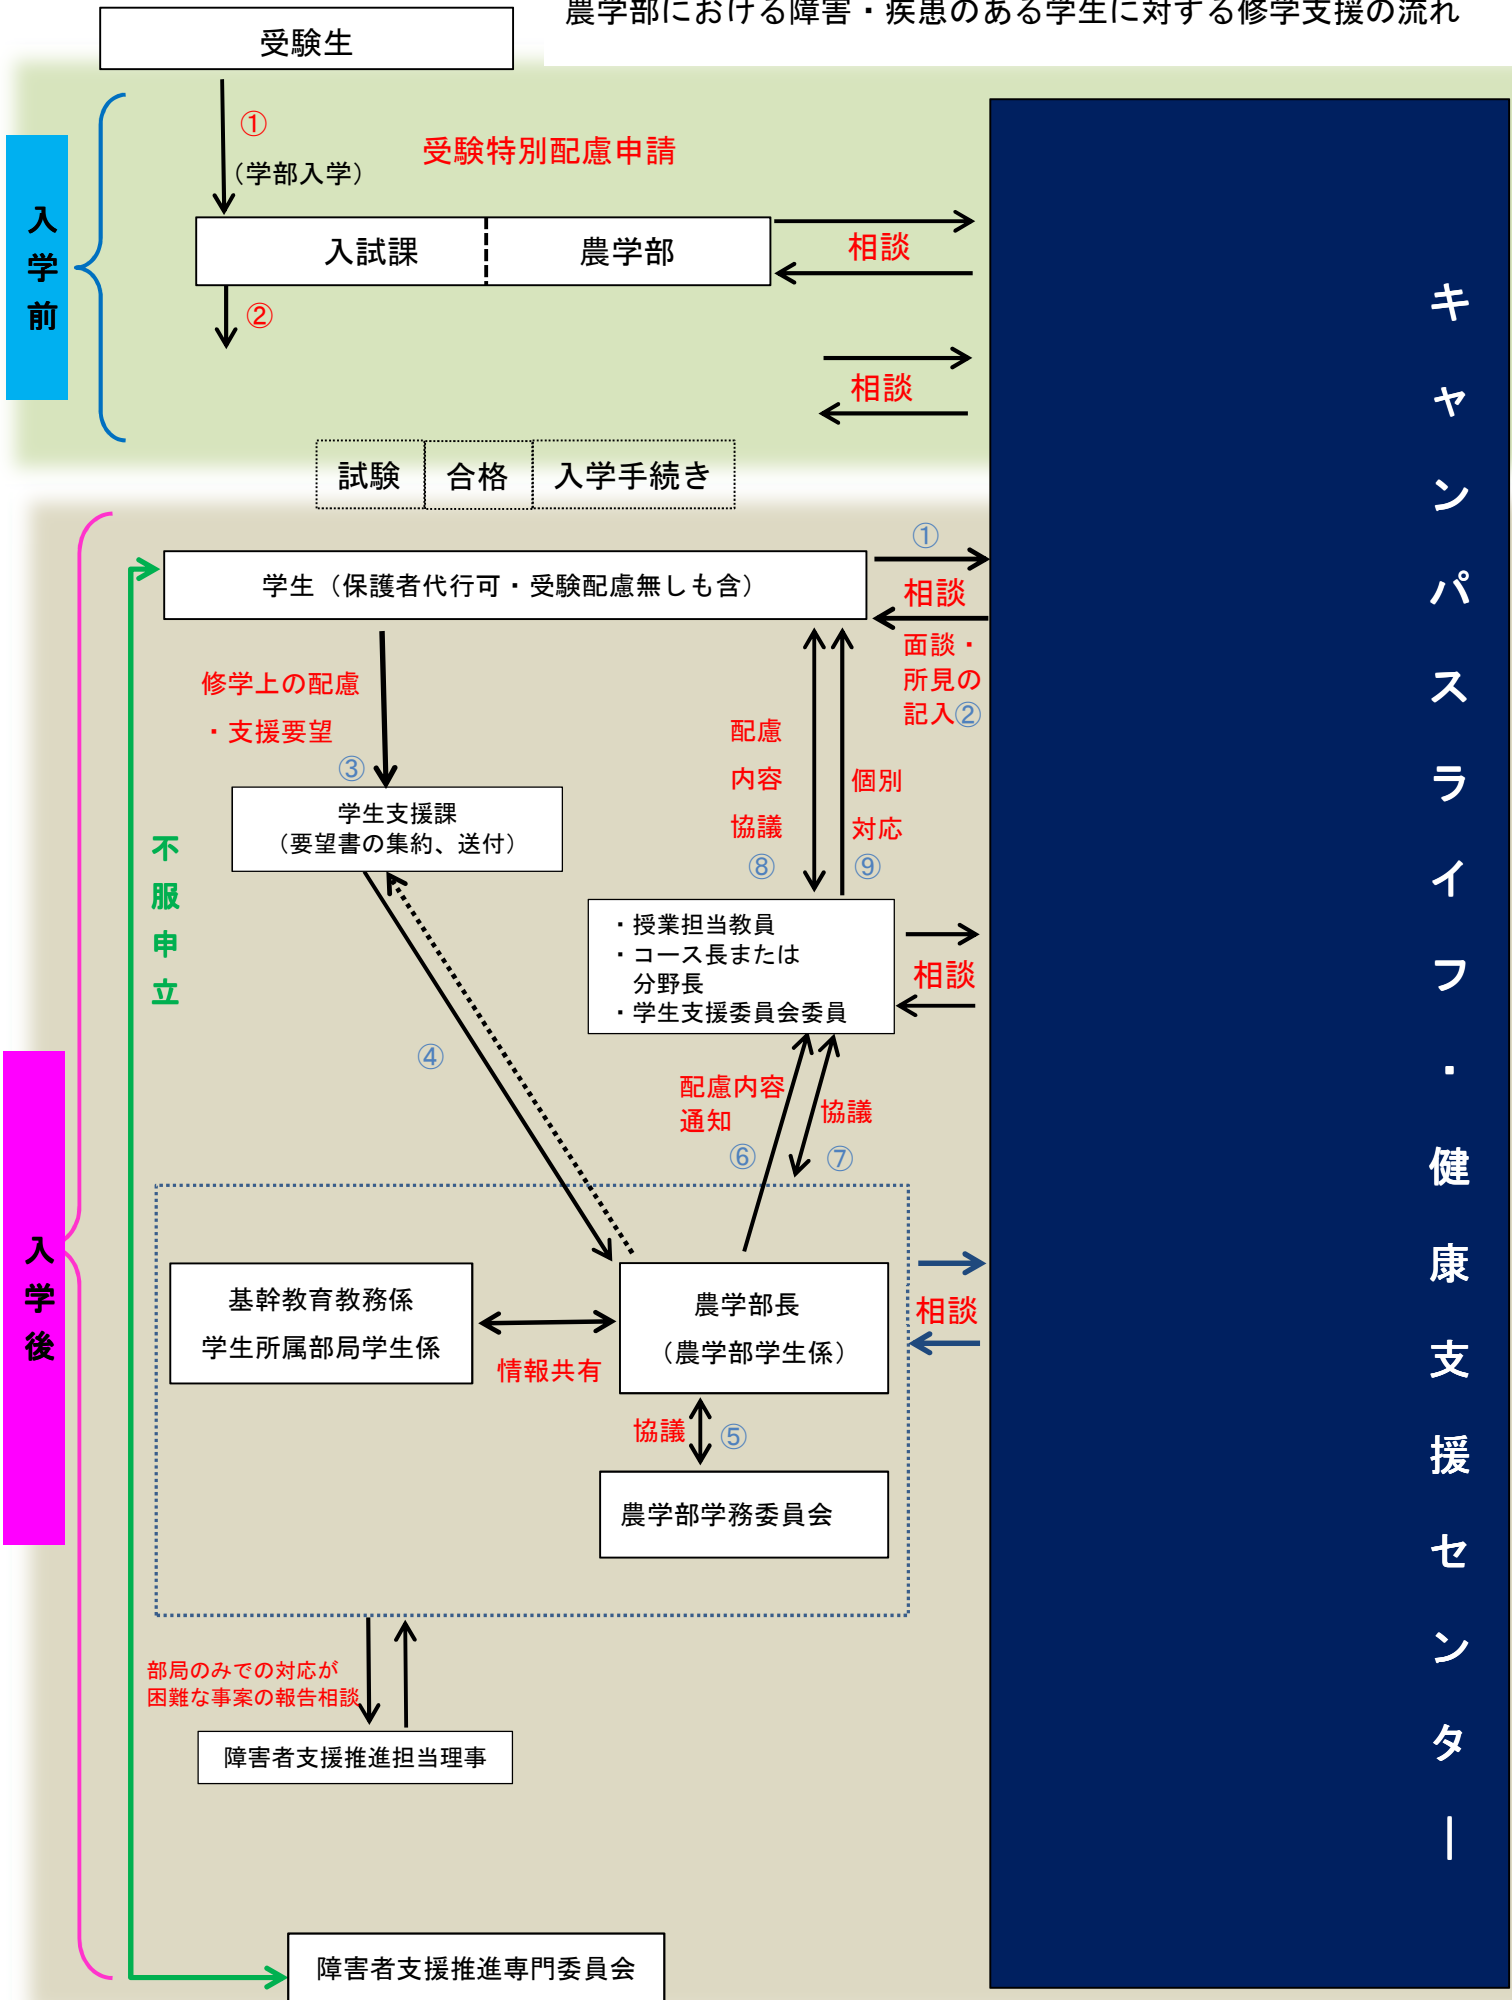 農学部における障害・疾患のある学生に対する修学支援の流れ
受験生
入学前
①
（学部入学）
受験特別配慮申請
入試課
農学部
相談
②
相談
試験
合格
入学手続き
キャンパスライフ・健康支援センター
入学後
学生（保護者代行可・受験配慮無しも含）
①
相談
面談・
所見の
記入②
修学上の配慮
・支援要望
③
学生支援課
（要望書の集約、送付）
不服申立
配慮
内容
協議
⑧
個別
対応
⑨
・授業担当教員
・コース長または
分野長
・学生支援委員会委員
相談
④
配慮内容
通知
⑥
協議
⑦
基幹教育教務係
学生所属部局学生係
情報共有
農学部長
（農学部学生係）
相談
協議
⑤
農学部学務委員会
部局のみでの対応が
困難な事案の報告相談
障害者支援推進担当理事
障害者支援推進専門委員会